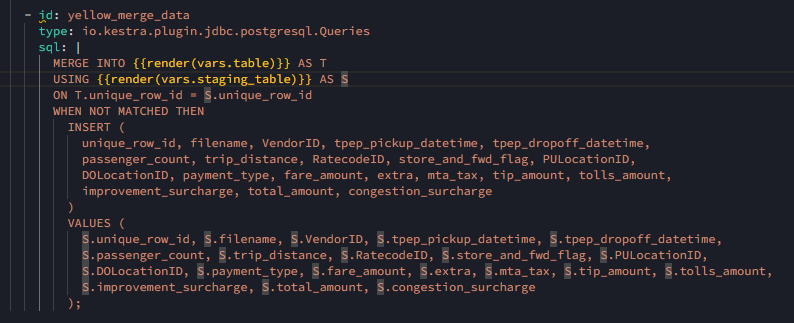 - id: yellow_merge_data
type: io.kestra.plugin.jdbc.postgresql.Queries
sql: |
MERGE INTO {{render(vars.table)}} AS T
USING {{render(vars.staging_table)}} AS S
ON T.unique_row_id = S.unique_row_id
WHEN NOT MATCHED THEN
INSERT (
unique_row_id, filename, VendorID, tpep_pickup_datetime, tpep_dropoff_datetime,
passenger_count, trip_distance, RatecodeID, store_and_fwd_flag, PULocationID,
DOLocationID, payment_type, fare_amount, extra, mta_tax, tip_amount, tolls_amount,
improvement_surcharge, total_amount, congestion_surcharge
)
VALUES (
S.unique_row_id, S.filename, S.VendorID, S.tpep_pickup_datetime, S.tpep_dropoff_datetime,
S.passenger_count, S.trip_distance, S.RatecodeID, S.store_and_fwd_flag, S.PULocationID,
S.DOLocationID, S.payment_type, S.fare_amount, S.extra, S.mta_tax, S.tip_amount, S.tolls_amount,
S.improvement_surcharge, S.total_amount, S.congestion_surcharge
);